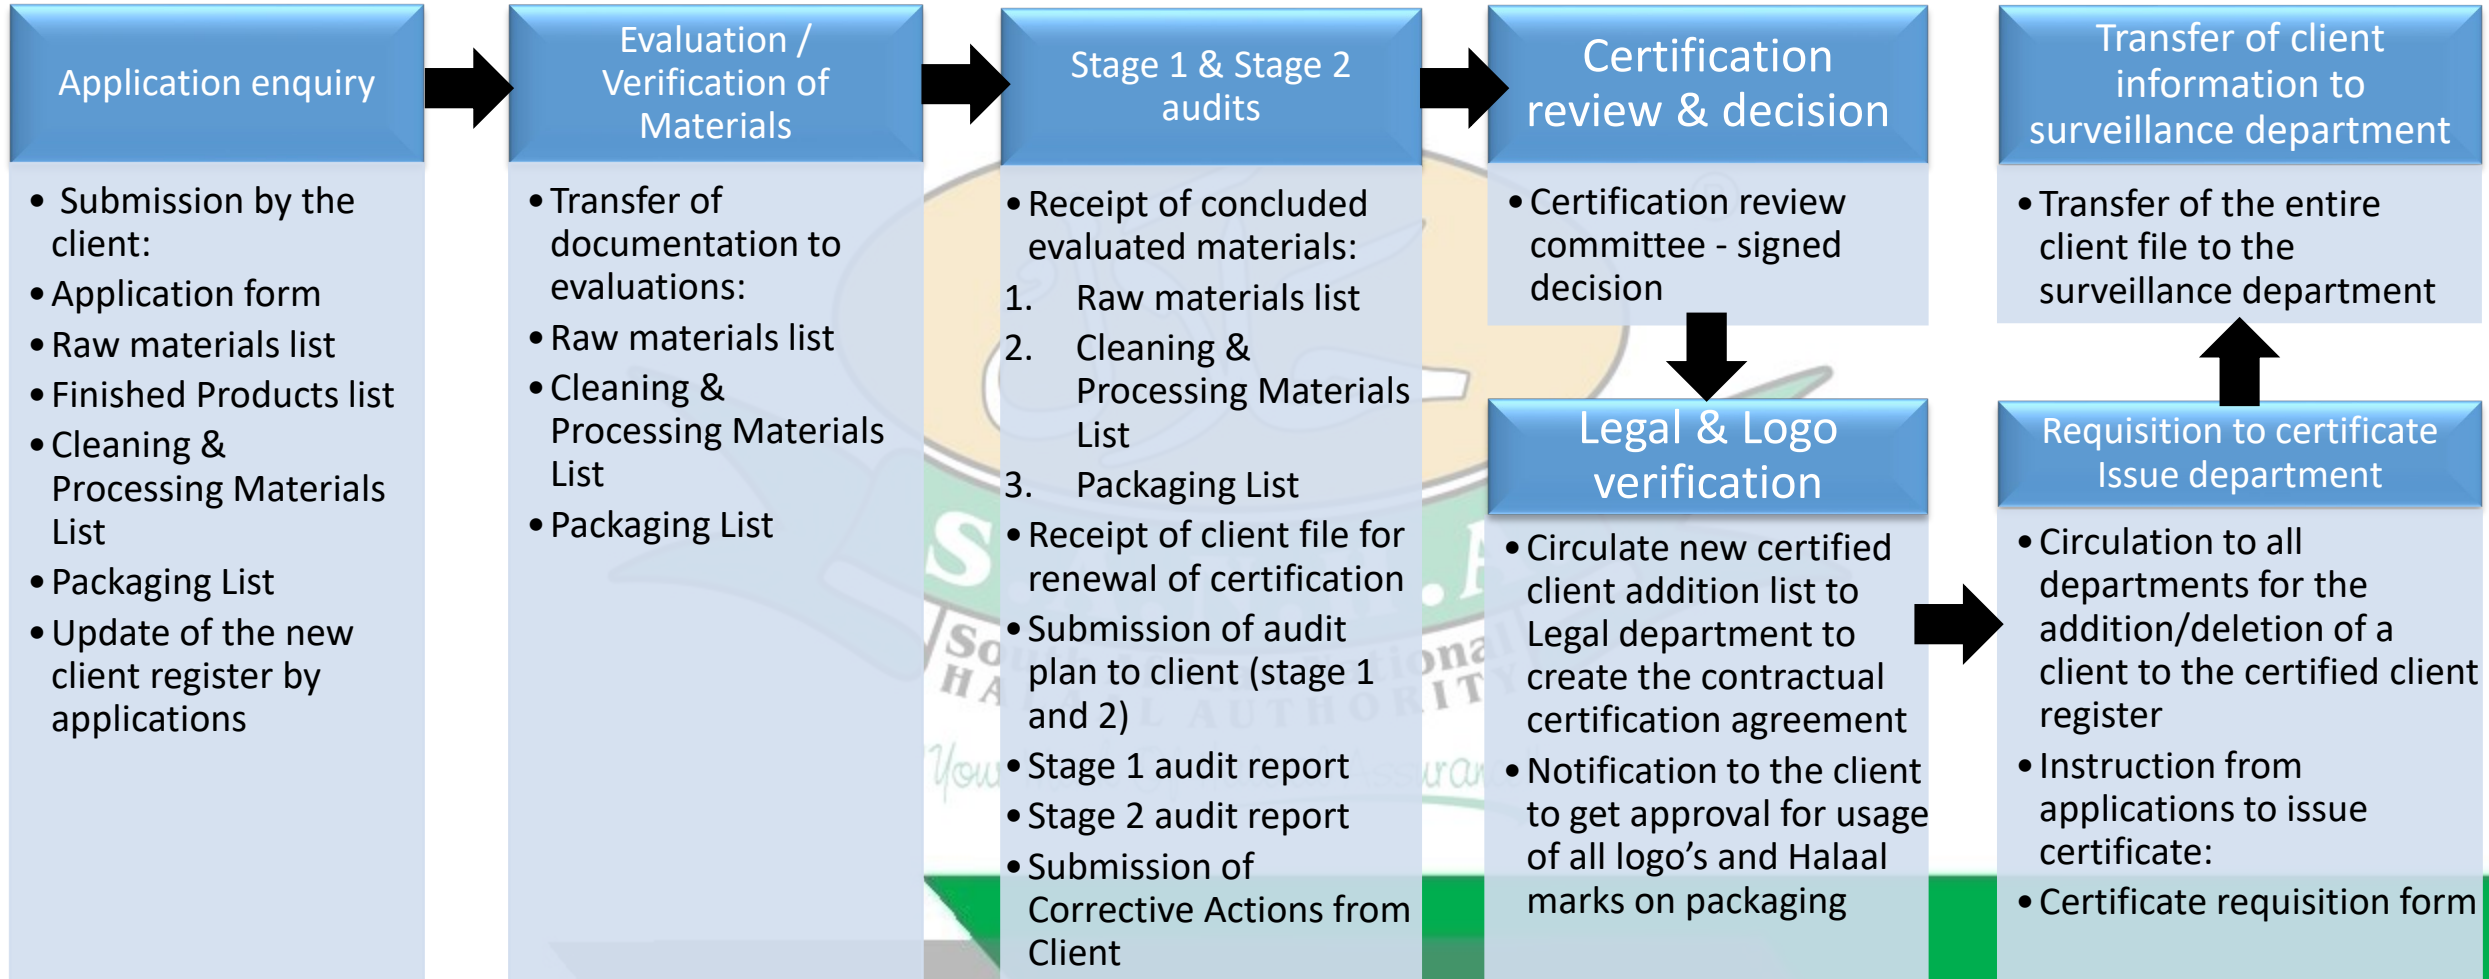 Application enquiry
• Submission by the
client:
• Application form
• Raw materials list
• Finished Products list
• Cleaning &
Processing Materials
List
• Packaging List
• Update of the new
client register by
applications
Evaluation /
Verification of
Materials
• Transfer of
documentation to
evaluations:
• Raw materials list
• Cleaning &
Processing Materials
List
• Packaging List
Stage 1 & Stage 2
audits
• Receipt of concluded
evaluated materials:
1. Raw materials list
2. Cleaning &
Processing Materials
List
3. Packaging List
• Receipt of client file for
renewal of certification
• Submission of audit
plan to client (stage 1
and 2)
• Stage 1 audit report
• Stage 2 audit report
• Submission of
Corrective Actions from
Client
Certification
review & decision
• Certification review
committee - signed
decision
Legal & Logo
verification
• Circulate new certified
client addition list to
Legal department to
create the contractual
certification agreement
• Notification to the client
to get approval for usage
of all logo’s and Halaal
marks on packaging
Requisition to certificate
Issue department
• Circulation to all
departments for the
addition/deletion of a
client to the certified client
register
• Instruction from
applications to issue
certificate:
• Certificate requisition form
Transfer of client
information to
surveillance department
• Transfer of the entire
client file to the
surveillance department
AUTHORITY